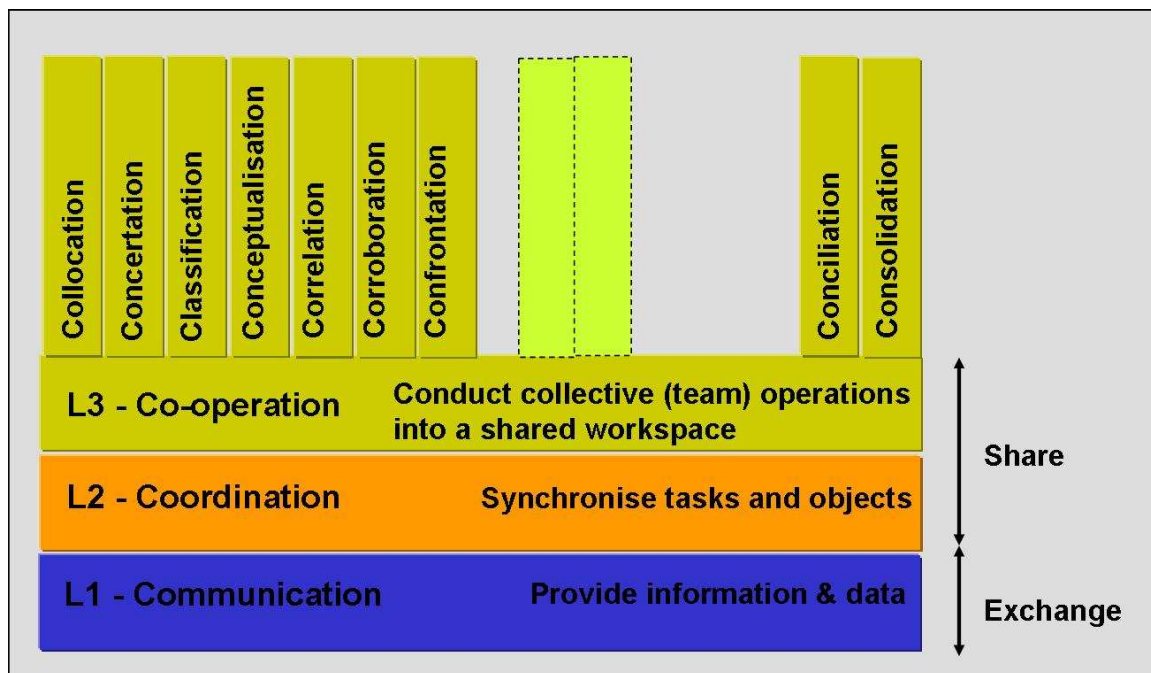 Collocation
Concertation
Classification
Conceptualisation
Correlation
Corroboration
Confrontation
Conciliation
Consolidation
L3 - Co-operation
Conduct collective (team) operations
into a shared workspace
L2 - Coordination
Synchronise tasks and objects
L1 - Communication
Provide information & data
Share
Exchange